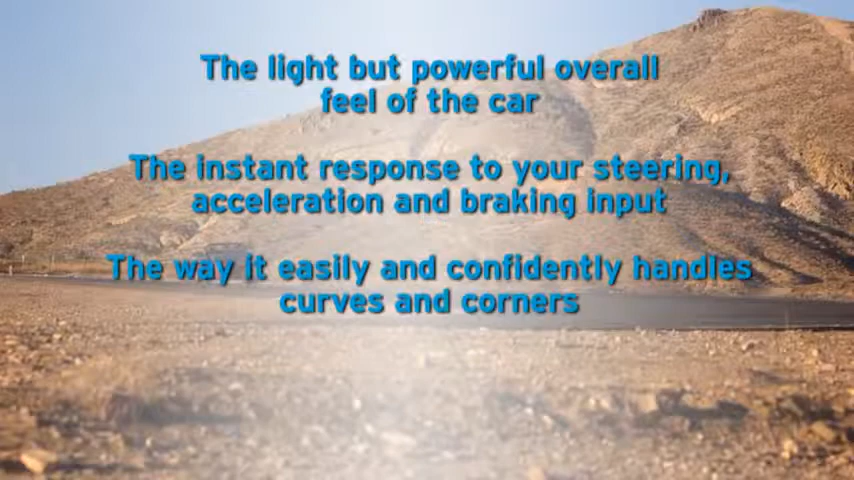 The light but powerful overall
feel of the car
The instant response to your steering,
acceleration and braking input
The way it easily and confidently handles
curves and corners